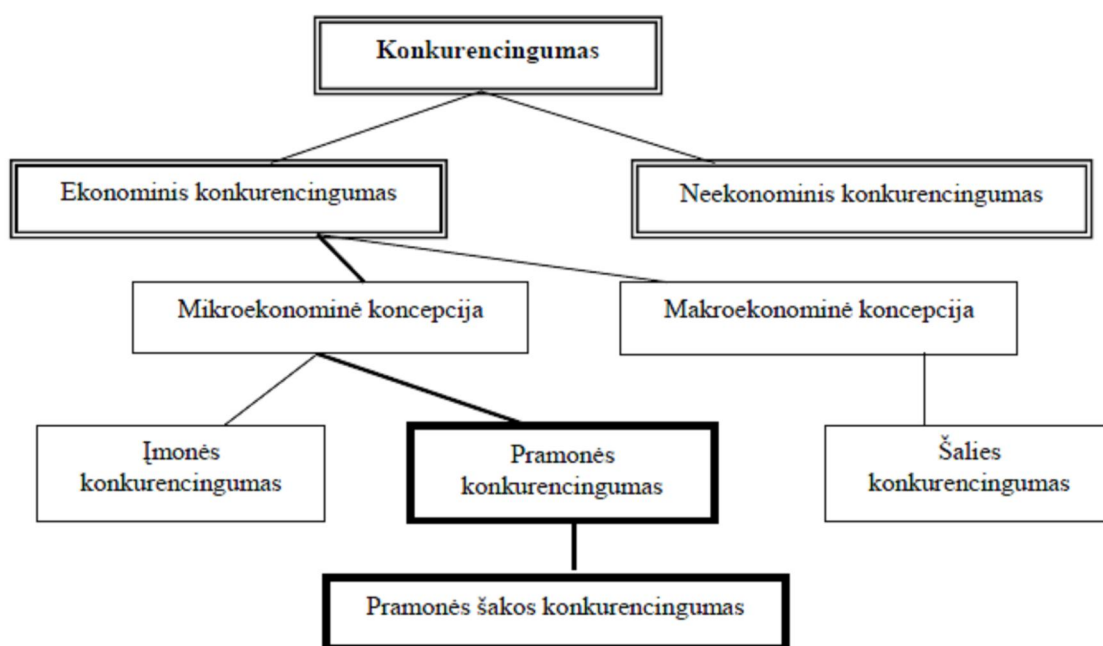 Konkurencingumas
Ekonominis konkurencingumas
Neekonominis konkurencingumas
Mikroekonominė koncepcija
Makroekonominė koncepcija
Įmonės
konkurencingumas
Pramonės
konkurencingumas
Šalies
konkurencingumas
Pramonės šakos konkurencingumas